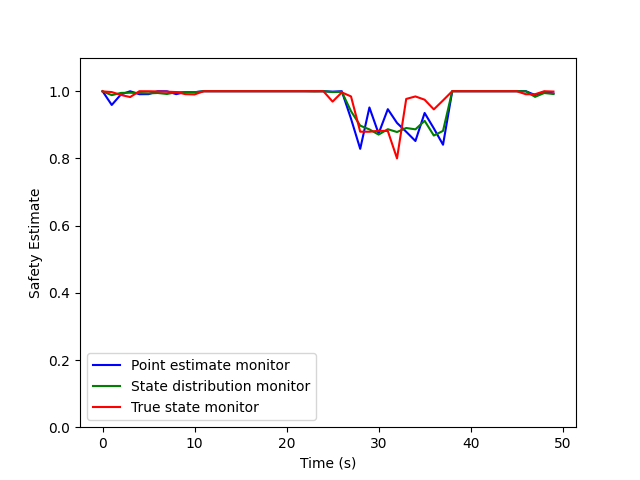 1.0
0.8
0.6
0.4
0.2
0.0
Safety Estimate
Point estimate monitor
State distribution monitor
True state monitor
0 10 20 30 40 50
Time (s)